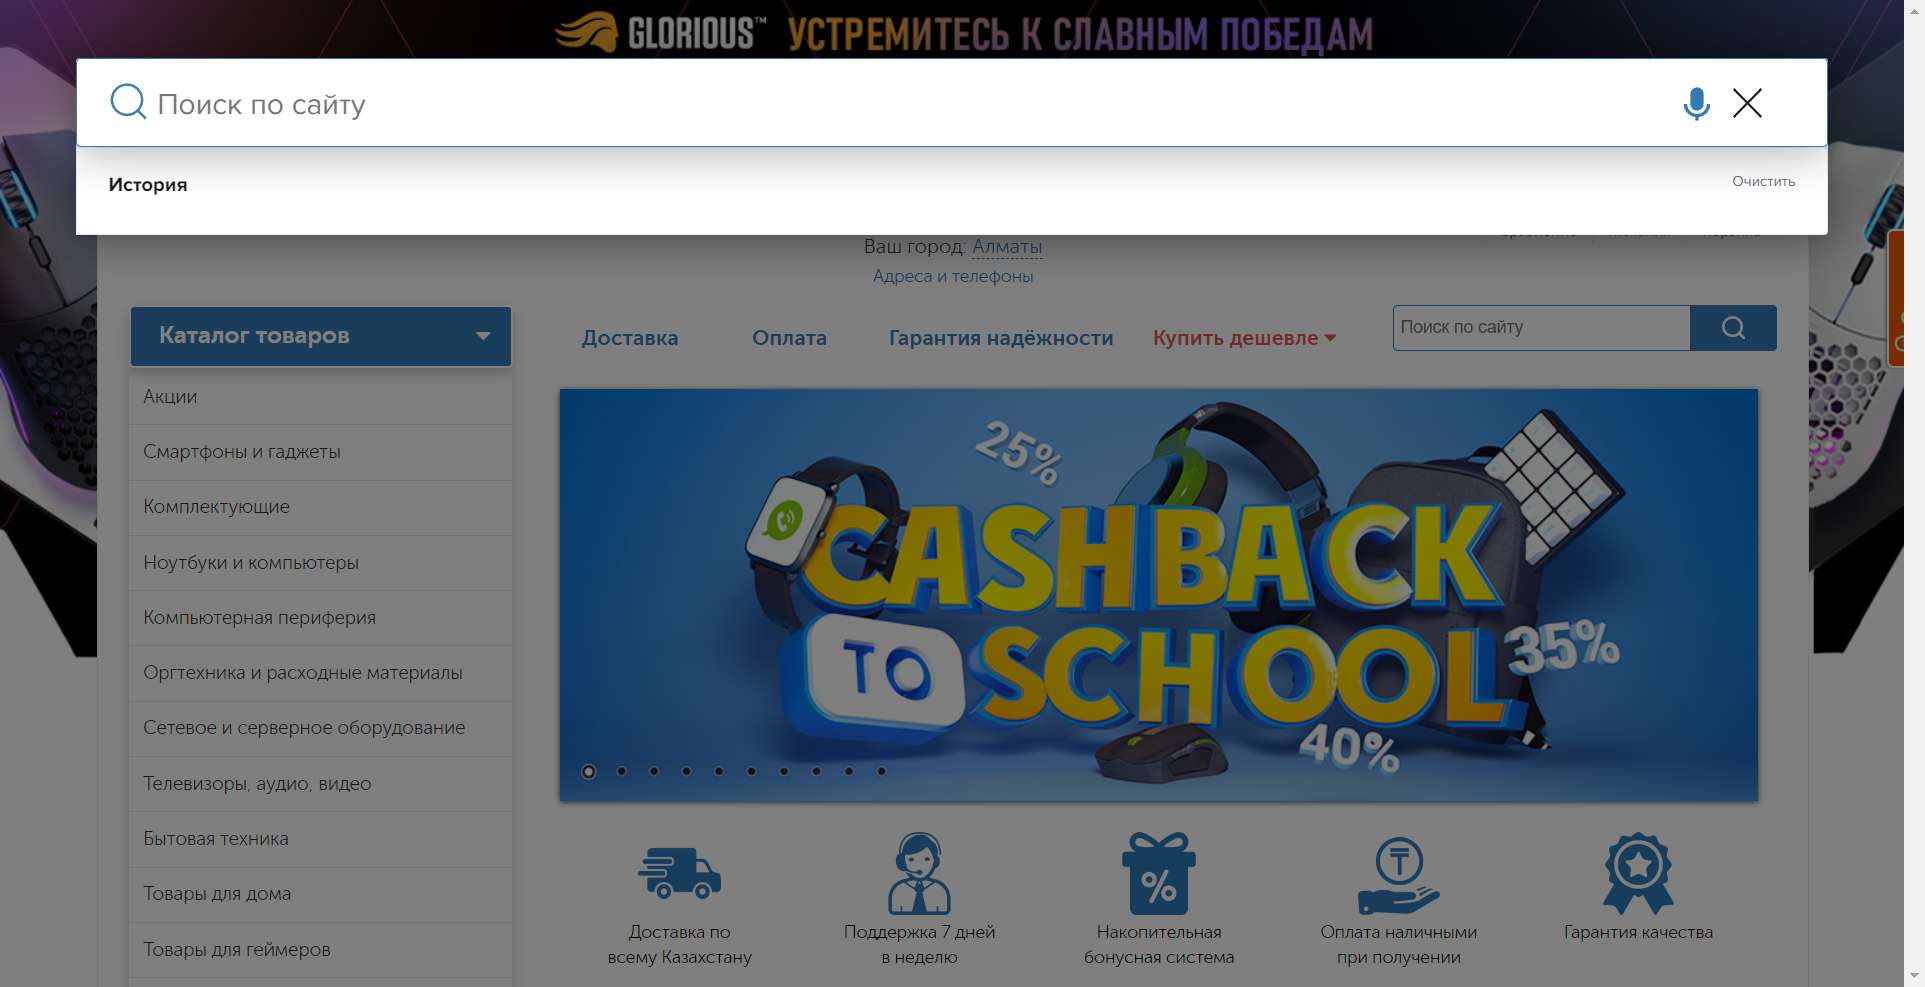 GLORIOUS™ УСТРЕМИТЕСЬ К СЛАВНЫМ ПОБЕДАМ
Поиск по сайту
История
Очистить
Ваш город: Алматы
Адреса и телефоны
Каталог товаров
Доставка
Оплата
Гарантия надёжности
Купить дешевле
Поиск по сайту
Акции
Смартфоны и гаджеты
Комплектующие
Ноутбуки и компьютеры
Компьютерная периферия
Оргтехника и расходные материалы
Сетевое и серверное оборудование
Телевизоры, аудио, видео
Бытовая техника
Товары для дома
Товары для геймеров
25%
CASHBACK
TO SCHOOL
35%
40%
Доставка по
всему Казахстану
Поддержка 7 дней
в неделю
Накопительная
бонусная система
Оплата наличными
при получении
Гарантия качества